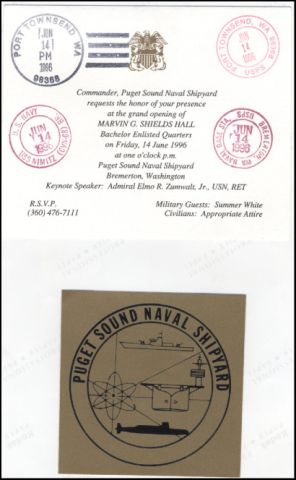 PORT TOWNSEND WA
JUN
14
PM
1996
98368
PORT TOWNSEND, WA 98368
JUN
14
1996
USPS
Commander, Puget Sound Naval Shipyard
requests the honor of your presence
at the grand opening of
MARVIN G. SHIELDS HALL
Bachelor Enlisted Quarters
on Friday, 14 June 1996
at one o'clock p.m.
Puget Sound Naval Shipyard
Bremerton, Washington
Keynote Speaker: Admiral Elmo R. Zumwalt, Jr., USN, RET
U.S. NAVY
JUN
14
1996
USS NIMITZ
BREMERTON, WA
USPS
JUN
14
1996
R.S.V.P.
(360) 476-7111
Military Guests: Summer White
Civilians: Appropriate Attire
PUGET SOUND NAVAL SHIPYARD